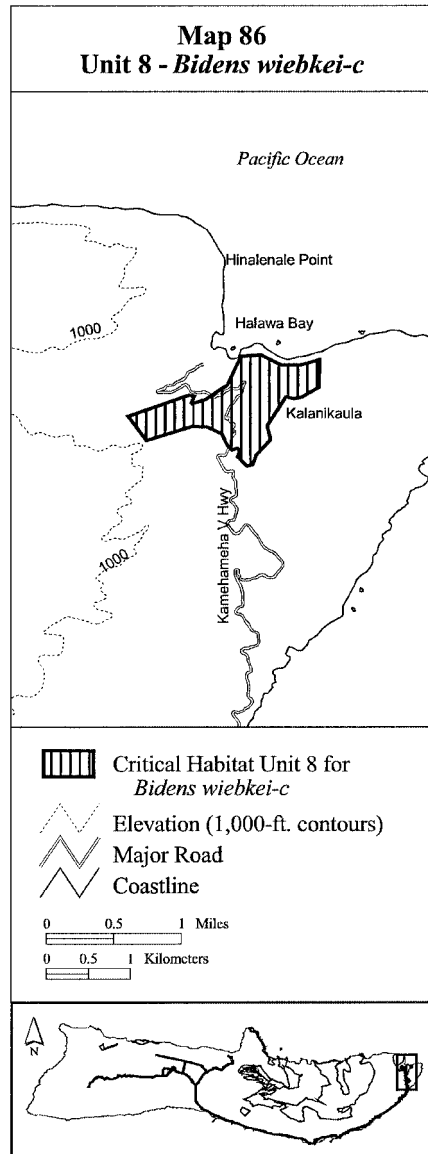 Map 86
Unit 8 - Bidens wiebkei-c
Pacific Ocean
Hinalenale Point
1000
Halawa Bay
Kalanikaula
1000
Kamehameha V Hwy
Critical Habitat Unit 8 for
Bidens wiebkei-c
Elevation (1,000-ft. contours)
Major Road
Coastline
0 0.5 1 Miles
0 0.5 1 Kilometers
N